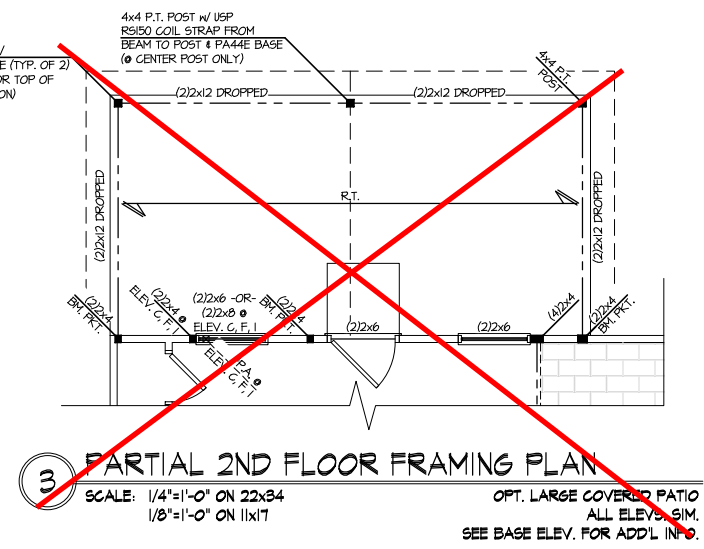 4x4 P.T. POST W/ USP
RS150 COIL STRAP FROM
BEAM TO POST & PA44E BASE
(@ CENTER POST ONLY)
E (TYP. OF 2)
OR TOP OF
ON)
4x4 P.T.
POST
(2)2x12 DROPPED
(2)2x12 DROPPED
(2)2x12 DROPPED
(2)2x12 DROPPED
R.T.
(2)2x4
BM. PKT.
(2)2x4 @
ELEV. C, F, I
(2)2x6 -OR-
(2)2x8 @
ELEV. C, F, I
(2)2x4
BM. PKT.
(2)2x6
(2)2x6
(4)2x4
(2)2x4
BM. PKT.
P.A. @
ELEV. C, F, I
3
PARTIAL 2ND FLOOR FRAMING PLAN
SCALE: 1/4"=1'-0" ON 22x34
1/8"=1'-0" ON 11x17
OPT. LARGE COVERED PATIO
ALL ELEVS. SIM.
SEE BASE ELEV. FOR ADD'L INFO.